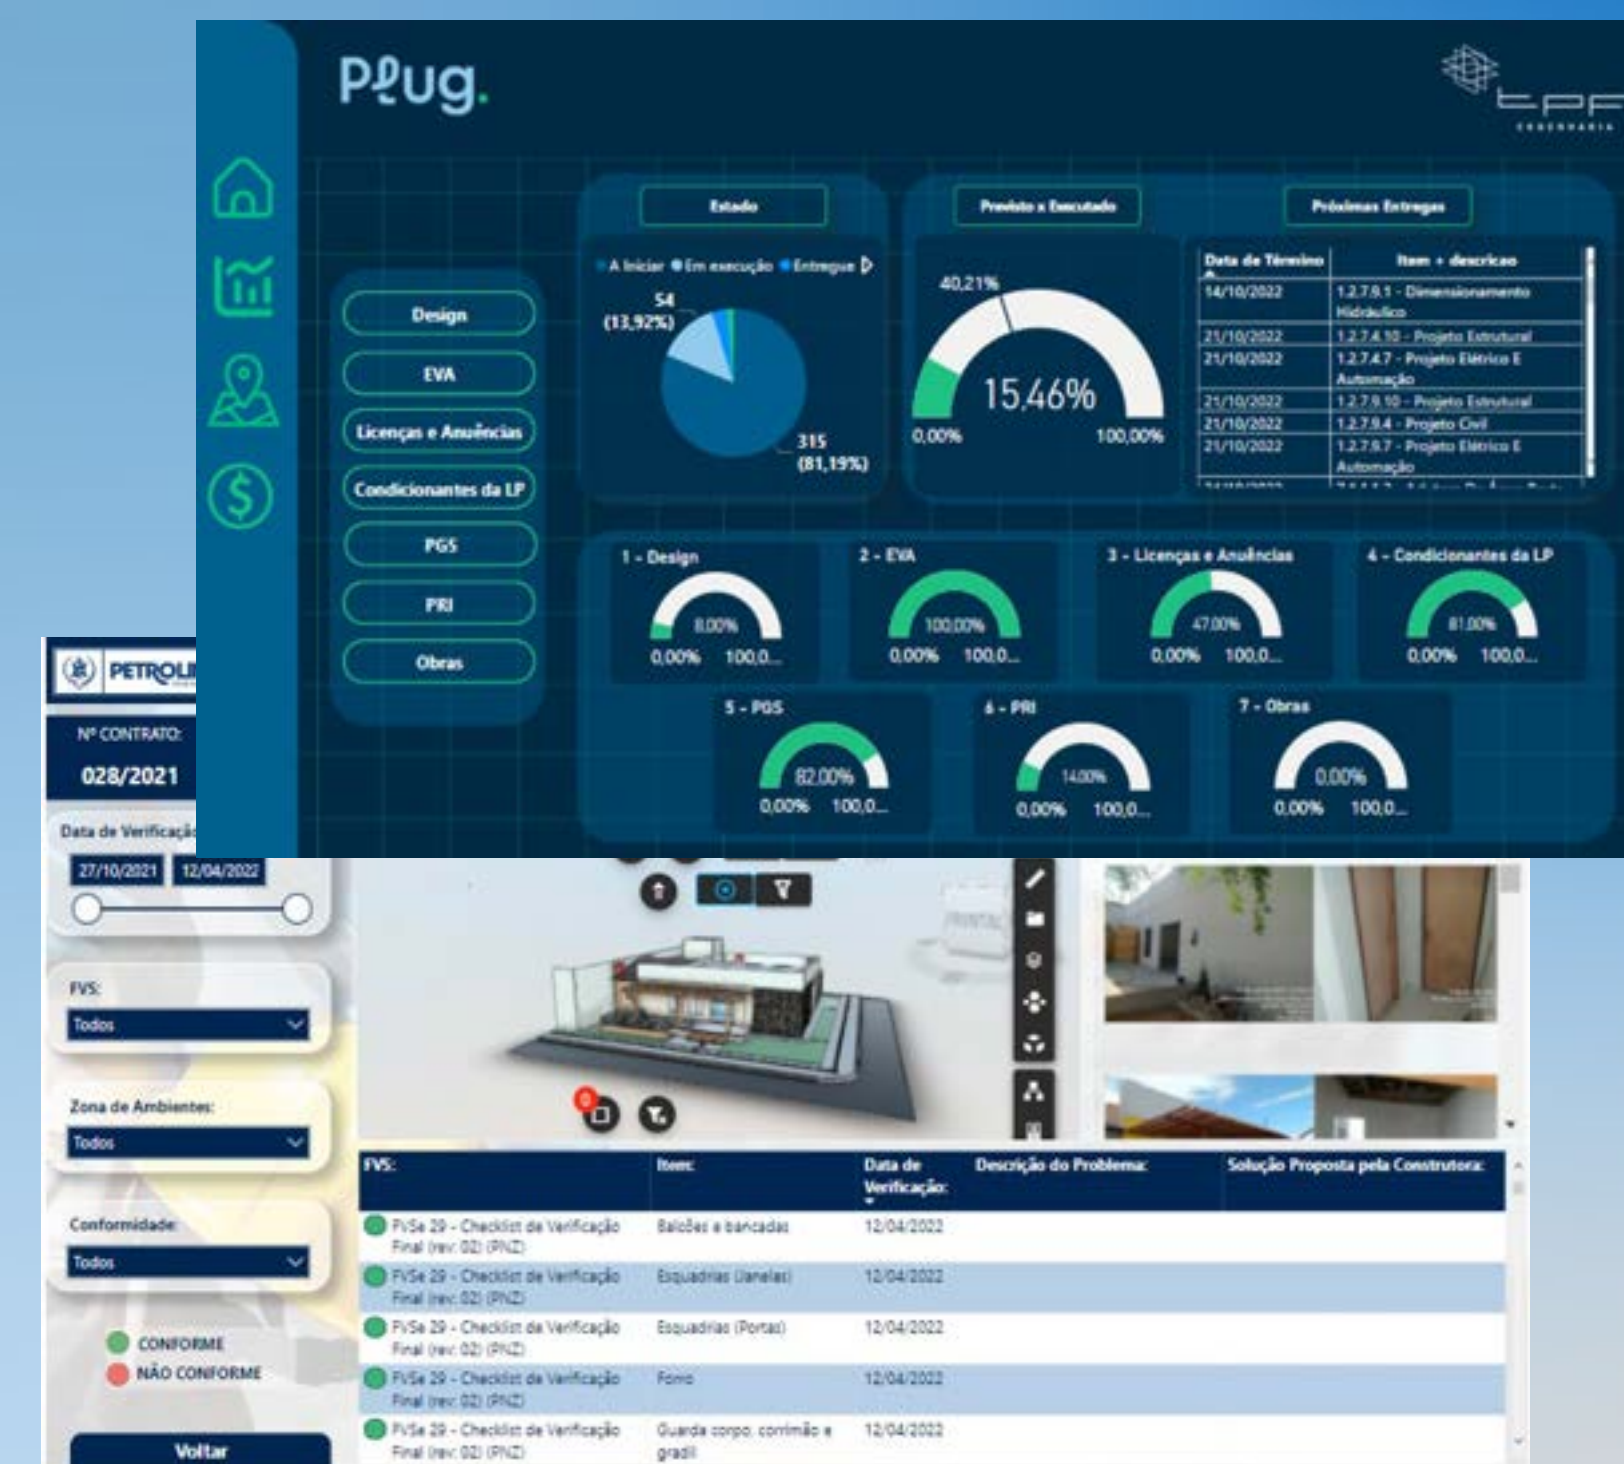 Plug.
tpf
ENGENHARIA
Estado
Previsto x Executado
Próximas Entregas
A Iniciar Em execução Entregue
54
(13,92%)
315
(81,19%)
40,21%
15,46%
0,00% 100,00%
Data de Término Item + descricao
14/10/2022 1.2.7.9.1 - Dimensionamento
Hidráulico
21/10/2022 1.2.7.4.10 - Projeto Estrutural
21/10/2022 1.2.7.4.7 - Projeto Elétrico E
Automação
21/10/2022 1.2.7.9.10 - Projeto Estrutural
21/10/2022 1.2.7.9.4 - Projeto Civil
21/10/2022 1.2.7.9.7 - Projeto Elétrico E
Automação
Design
EVA
Licenças e Anuências
Condicionantes da LP
PGS
PRI
Obras
1 - Design
8,00%
0,00% 100,0...
2 - EVA
100,00%
0,00% 100,0...
3 - Licenças e Anuências
47,00%
0,00% 100,0...
4 - Condicionantes da LP
81,00%
0,00% 100,0...
5 - PGS
82,00%
0,00% 100,0...
6 - PRI
14,00%
0,00% 100,0...
7 - Obras
0,00%
0,00% 100,0...
PETROLI
Nº CONTRATO:
028/2021
Data de Verificação
27/10/2021 12/04/2022
FVS:
Todos
Zona de Ambientes:
Todos
Conformidade:
Todos
CONFORME
NÃO CONFORME
Voltar
FRONTAL
0
FVS: Item: Data de Verificação: Descrição do Problema: Solução Proposta pela Construtora:
FVSe 29 - Checklist de Verificação Balcões e bancadas 12/04/2022
Final (rev: 02) (PNZ)
FVSe 29 - Checklist de Verificação Esquadrias (Janelas) 12/04/2022
Final (rev: 02) (PNZ)
FVSe 29 - Checklist de Verificação Esquadrias (Portas) 12/04/2022
Final (rev: 02) (PNZ)
FVSe 29 - Checklist de Verificação Forro 12/04/2022
Final (rev: 02) (PNZ)
FVSe 29 - Checklist de Verificação Guarda corpo, corrimão e 12/04/2022
Final (rev: 02) (PNZ) gradil